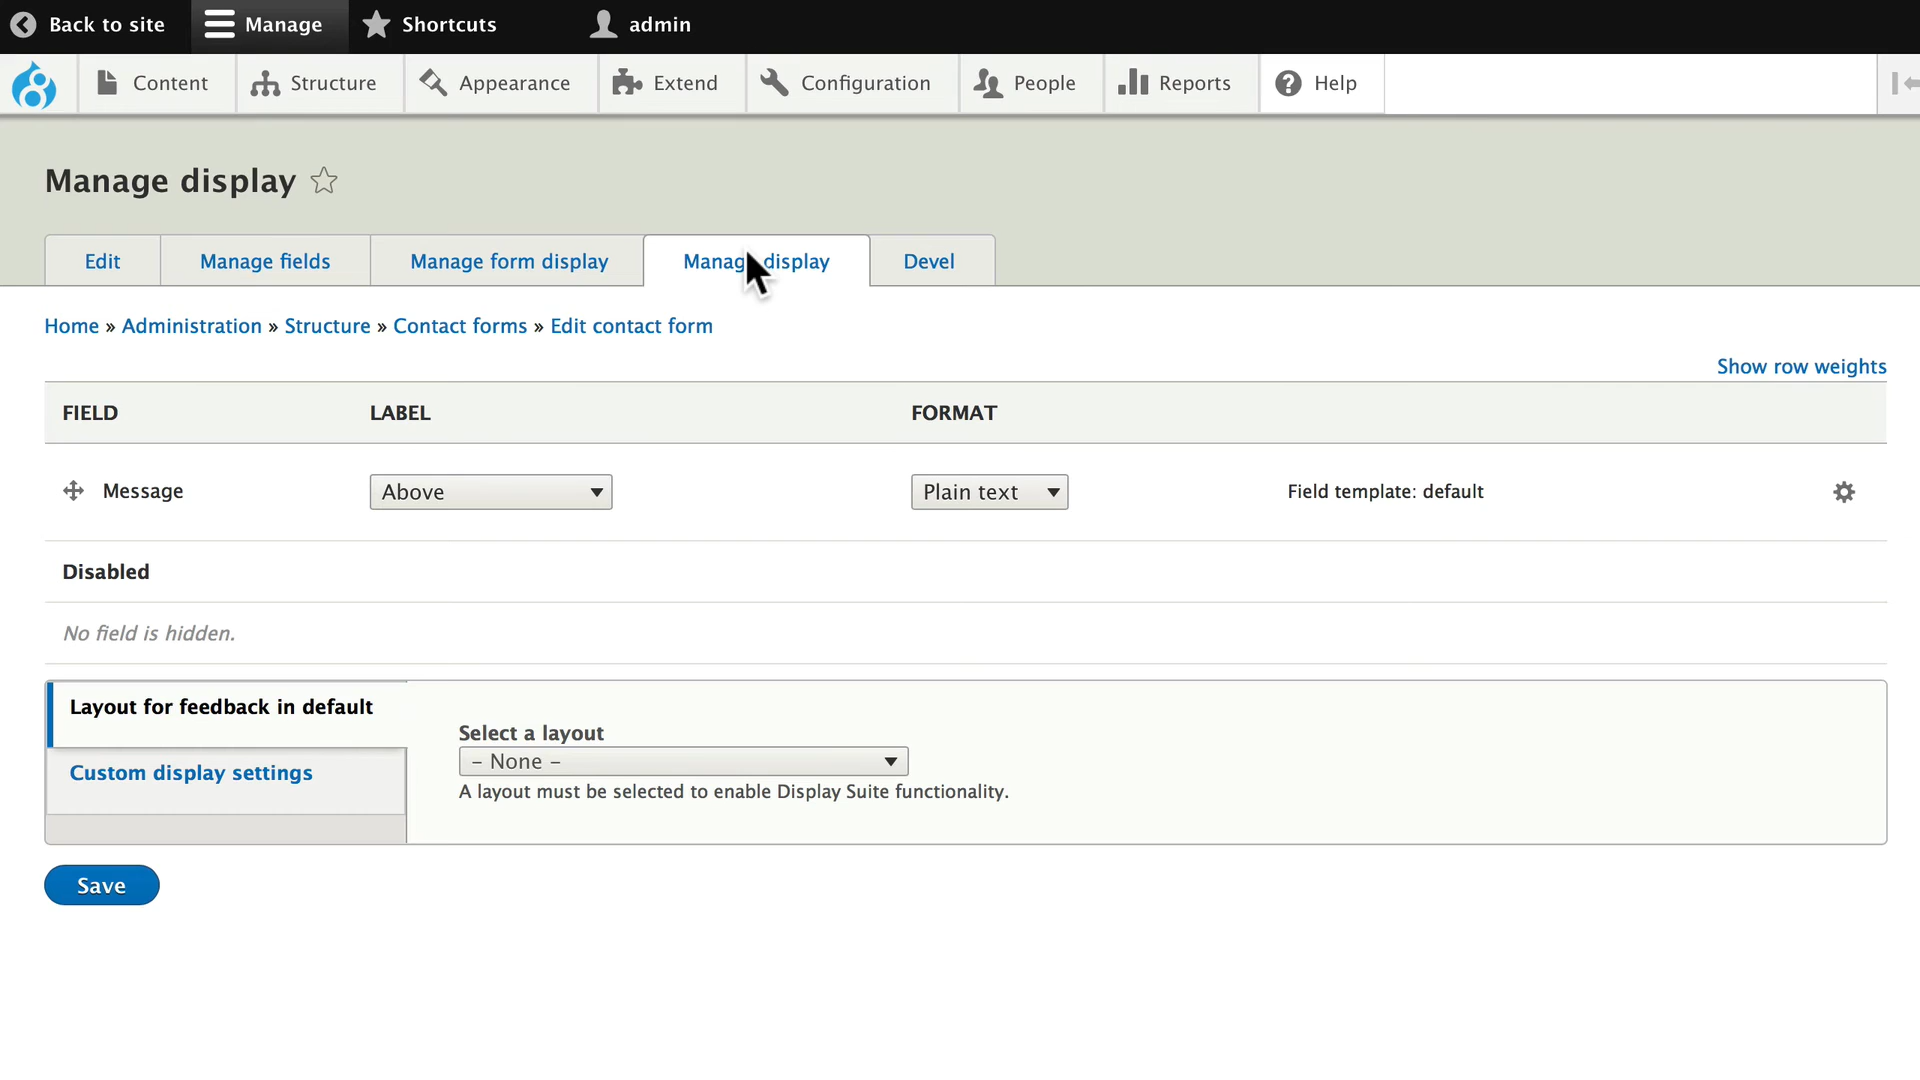 Back to site Manage Shortcuts admin
Content Structure Appearance Extend Configuration People Reports Help
Manage display
Edit Manage fields Manage form display Manage display Devel
Home » Administration » Structure » Contact forms » Edit contact form
Show row weights
FIELD LABEL FORMAT
Message Above Plain text Field template: default
Disabled
No field is hidden.
Layout for feedback in default
Custom display settings
Select a layout
– None –
A layout must be selected to enable Display Suite functionality.
Save